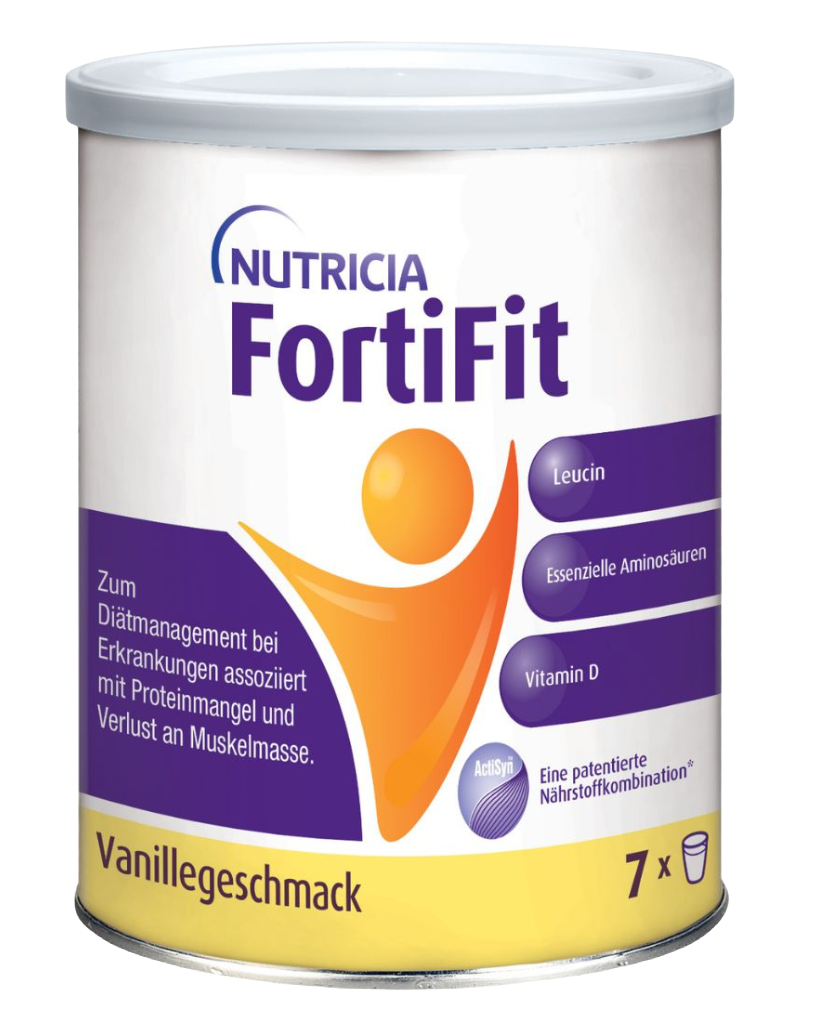 NUTRICIA
FortiFit
Leucin
Essenzielle Aminosäuren
Vitamin D
Zum
Diätmanagement bei
Erkrankungen assoziiert
mit Proteinmangel und
Verlust an Muskelmasse.
ActiSyn™
Eine patentierte
Nährstoffkombination*
Vanillegeschmack
7 x